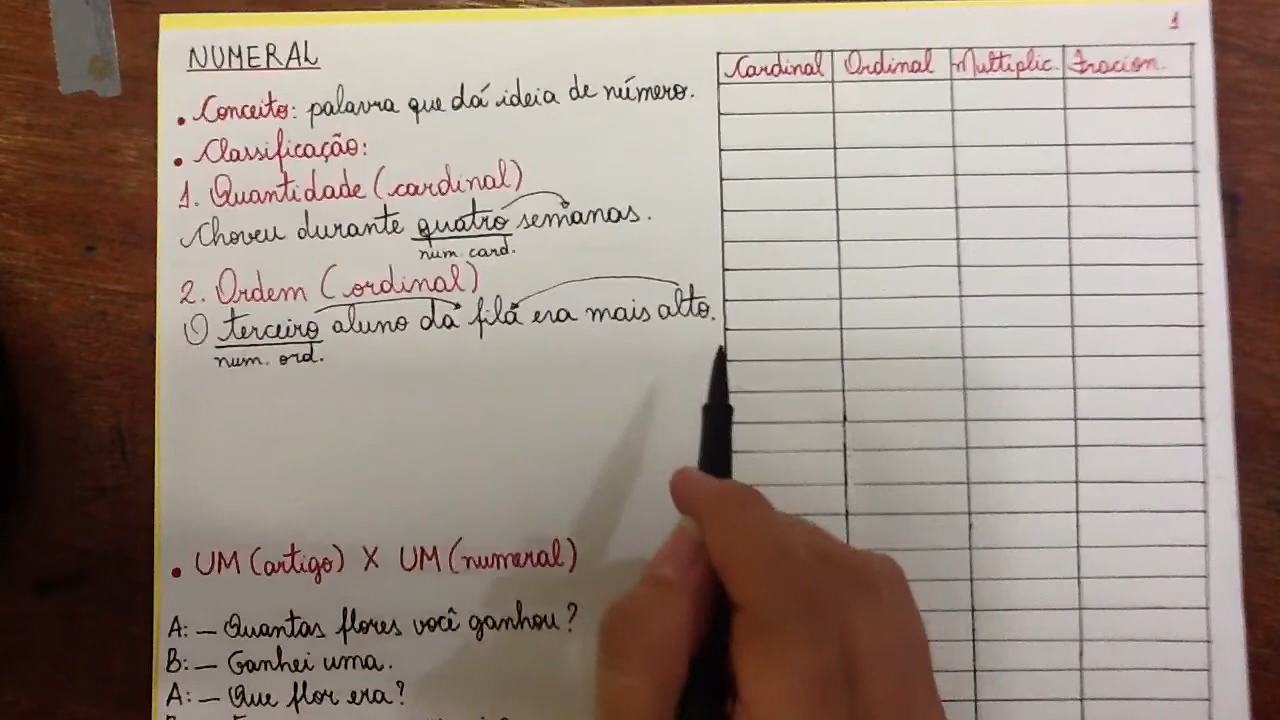 1
NUMERAL
• Conceito: palavra que dá ideia de número.
• Classificação:
1. Quantidade (cardinal)
Choveu durante quatro semanas.
num. card.
2. Ordem (ordinal)
O terceiro aluno da fila era mais alto.
num. ord.
• UM (artigo) X UM (numeral)
A: — Quantas flores você ganhou?
B: — Ganhei uma.
A: — Que flor era?
Cardinal Ordinal Multiplic. Fracion.